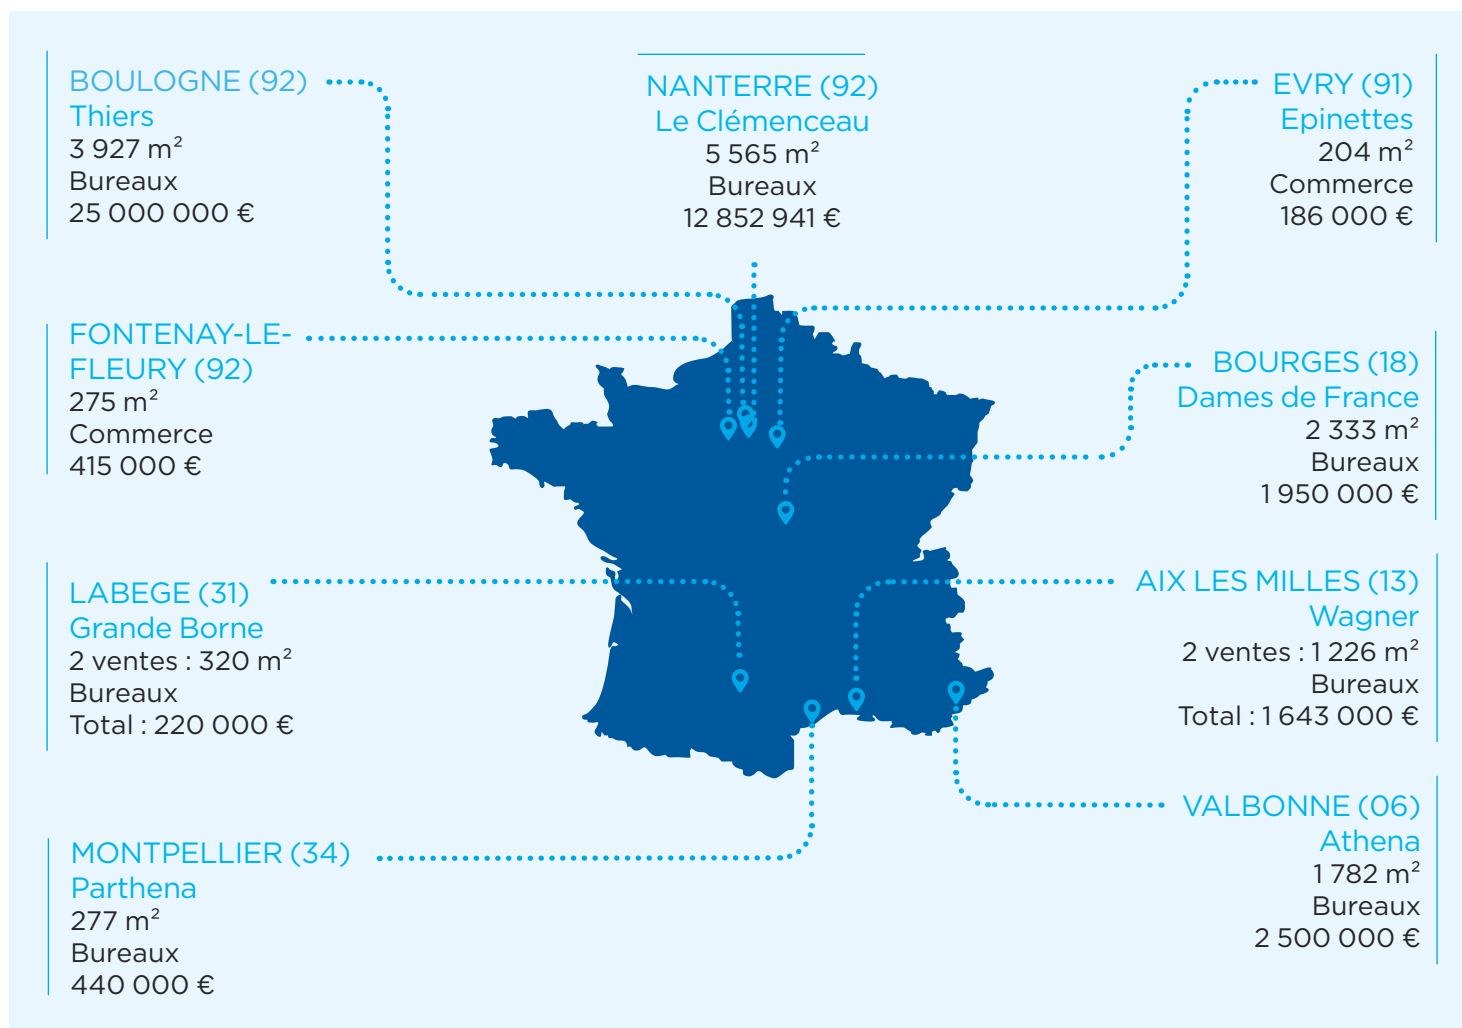 BOULOGNE (92)
Thiers
3 927 m²
Bureaux
25 000 000 €
NANTERRE (92)
Le Clémenceau
5 565 m²
Bureaux
12 852 941 €
EVRY (91)
Epinettes
204 m²
Commerce
186 000 €
FONTENAY-LE-
FLEURY (92)
275 m²
Commerce
415 000 €
BOURGES (18)
Dames de France
2 333 m²
Bureaux
1 950 000 €
LABEGE (31)
Grande Borne
2 ventes : 320 m²
Bureaux
Total : 220 000 €
AIX LES MILLES (13)
Wagner
2 ventes : 1 226 m²
Bureaux
Total : 1 643 000 €
MONTPELLIER (34)
Parthena
277 m²
Bureaux
440 000 €
VALBONNE (06)
Athena
1 782 m²
Bureaux
2 500 000 €